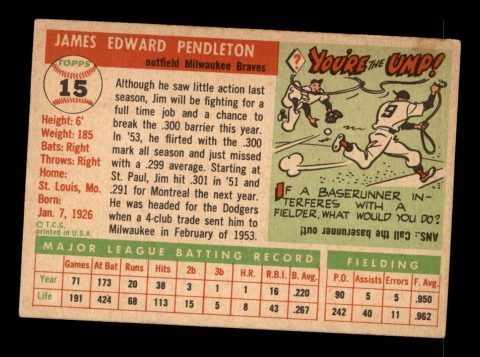 JAMES EDWARD PENDLETON
outfield Milwaukee Braves
TOPPS
15
Height: 6'
Weight: 185
Bats: Right
Throws: Right
Home:
St. Louis, Mo.
Born:
Jan. 7, 1926
© T.C.G.
printed in U.S.A.
Although he saw little action last
season, Jim will be fighting for a
full time job and a chance to
break the .300 barrier this year.
In '53, he flirted with the .300
mark all season and just missed
with a .299 average. Starting at
St. Paul, Jim hit .301 in '51 and
.291 for Montreal the next year.
He was headed for the Dodgers
when a 4-club trade sent him to
Milwaukee in February of 1953.
?
YOU'RE THE UMP!
5
IF A BASERUNNER IN-
TERFERES WITH A
FIELDER, WHAT WOULD YOU DO?
ANS.: Call the baserunner out!
MAJOR LEAGUE BATTING RECORD
Games At Bat Runs Hits 2b 3b H.R. R.B.I. B. Avg.
Year 71 173 20 38 3 1 1 16 .220
Life 191 424 68 113 15 5 8 43 .267
FIELDING
P.O. Assists Errors F. Avg.
90 5 5 .950
242 40 11 .962